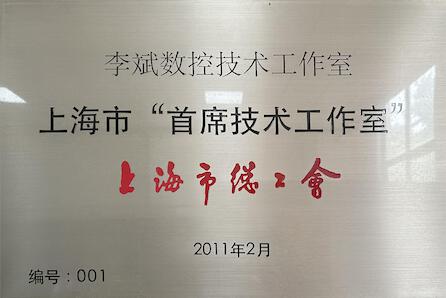 李斌数控技术工作室
上海市“首席技术工作室”
上海市总工會
2011年2月
编号：001